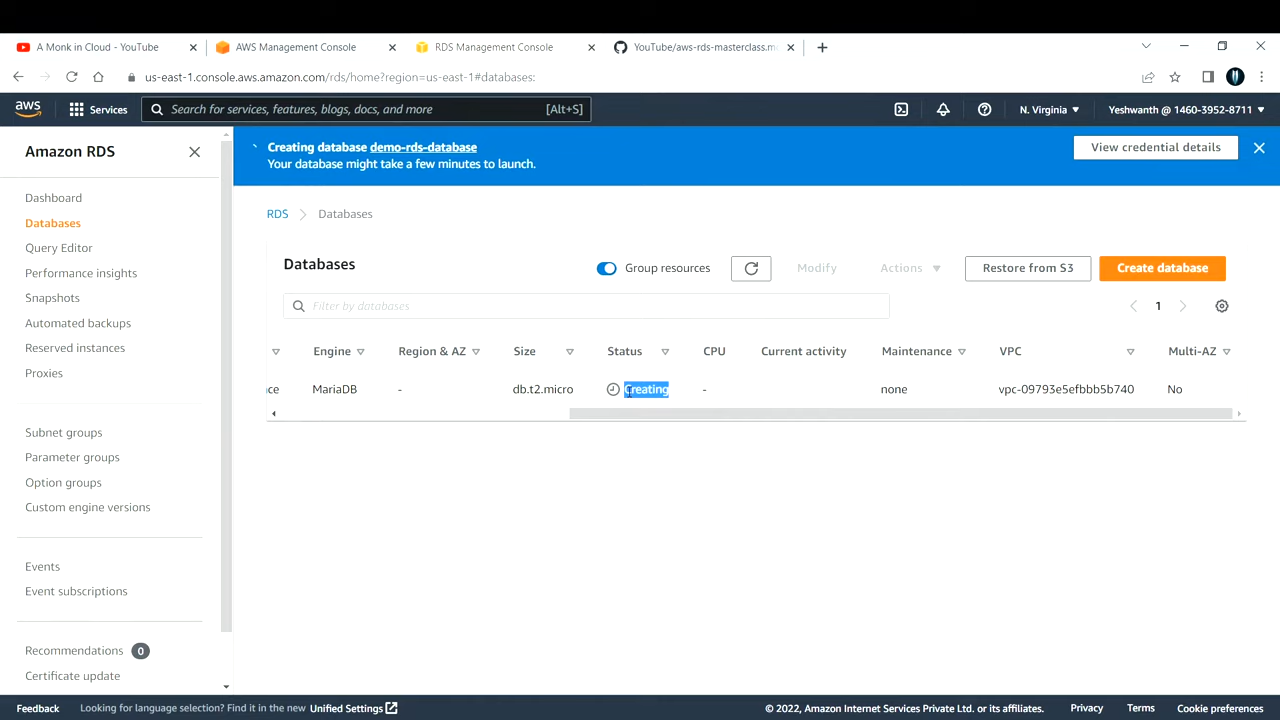 A Monk in Cloud - YouTube
AWS Management Console
RDS Management Console
YouTube/aws-rds-masterclass.m
us-east-1.console.aws.amazon.com/rds/home?region=us-east-1#databases:
aws
Services
Search for services, features, blogs, docs, and more
[Alt+S]
N. Virginia
Yeshwanth @ 1460-3952-8711
Amazon RDS
Dashboard
Databases
Query Editor
Performance insights
Snapshots
Automated backups
Reserved instances
Proxies
Subnet groups
Parameter groups
Option groups
Custom engine versions
Events
Event subscriptions
Recommendations 0
Certificate update
Creating database demo-rds-database
Your database might take a few minutes to launch.
View credential details
RDS
Databases
Databases
Group resources
Modify
Actions
Restore from S3
Create database
Filter by databases
1
Engine Region & AZ Size Status CPU Current activity Maintenance VPC Multi-AZ
ce MariaDB - db.t2.micro Creating - none vpc-09793e5efbbb5b740 No
Feedback
Looking for language selection? Find it in the new Unified Settings
© 2022, Amazon Internet Services Private Ltd. or its affiliates.
Privacy
Terms
Cookie preferences